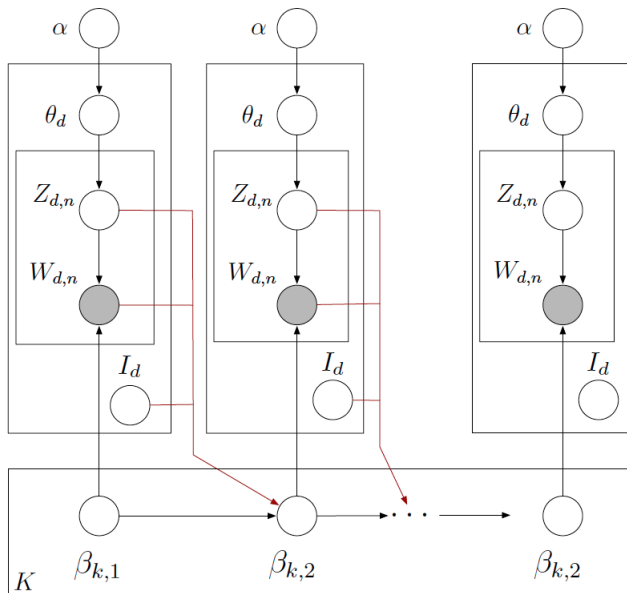 α α α
θ_d θ_d θ_d
Z_{d,n} Z_{d,n} Z_{d,n}
W_{d,n} W_{d,n} W_{d,n}
I_d I_d I_d
· · ·
β_{k,1} β_{k,2} β_{k,2}
K